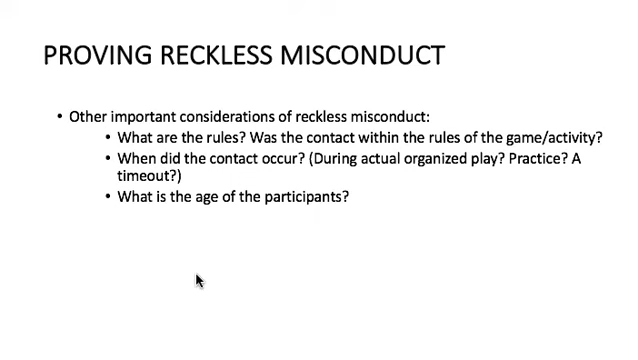 PROVING RECKLESS MISCONDUCT
• Other important considerations of reckless misconduct:
• What are the rules? Was the contact within the rules of the game/activity?
• When did the contact occur? (During actual organized play? Practice? A
timeout?)
• What is the age of the participants?